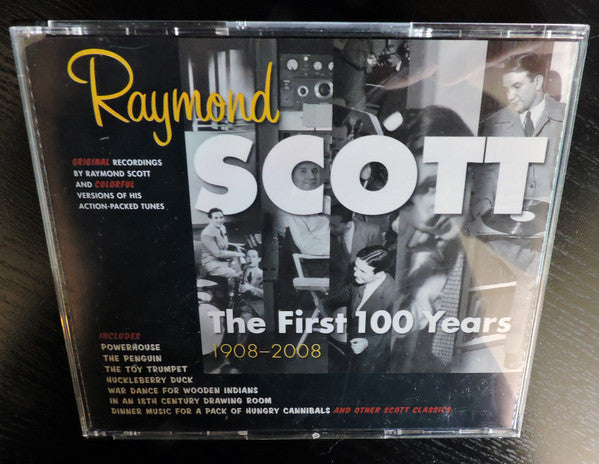 Raymond
SCOTT
ORIGINAL RECORDINGS
BY RAYMOND SCOTT
AND COLORFUL
VERSIONS OF HIS
ACTION-PACKED TUNES
The First 100 Years
1908–2008
INCLUDES
POWERHOUSE
THE PENGUIN
THE TOY TRUMPET
HUCKLEBERRY DUCK
WAR DANCE FOR WOODEN INDIANS
IN AN 18TH CENTURY DRAWING ROOM
DINNER MUSIC FOR A PACK OF HUNGRY CANNIBALS AND OTHER SCOTT CLASSICS